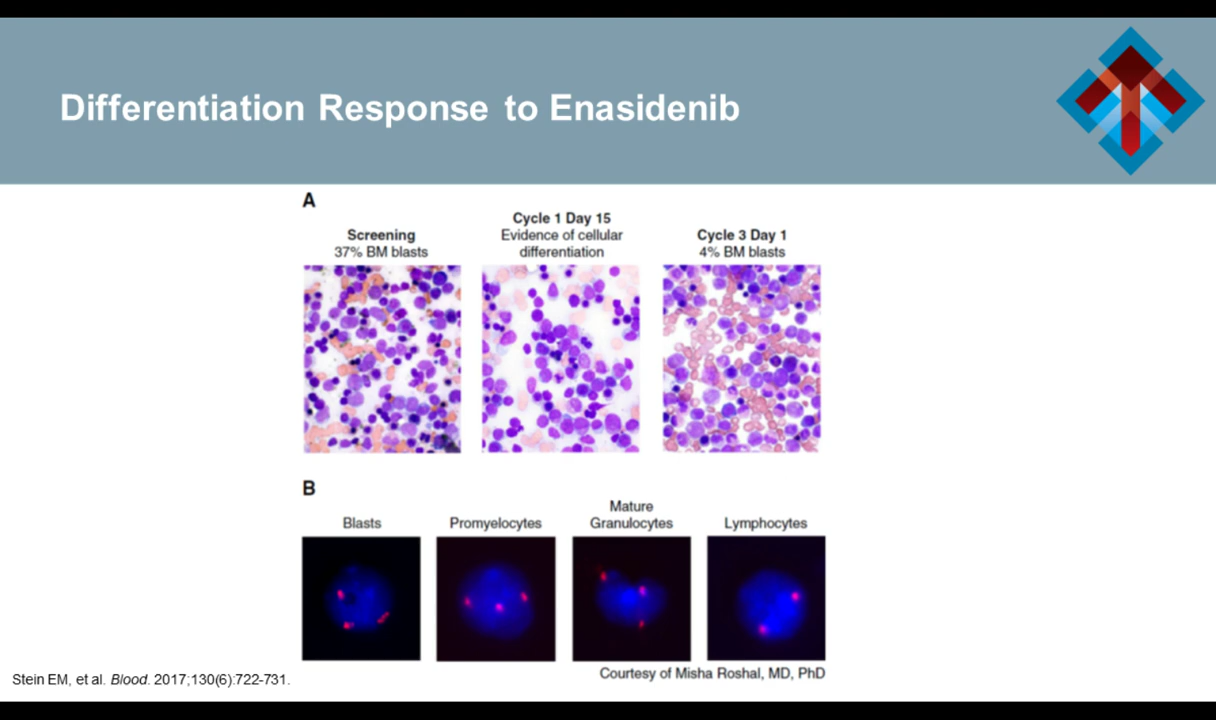 Differentiation Response to Enasidenib
A
Screening
37% BM blasts
Cycle 1 Day 15
Evidence of cellular
differentiation
Cycle 3 Day 1
4% BM blasts
B
Blasts
Promyelocytes
Mature
Granulocytes
Lymphocytes
Courtesy of Misha Roshal, MD, PhD
Stein EM, et al. Blood. 2017;130(6):722-731.